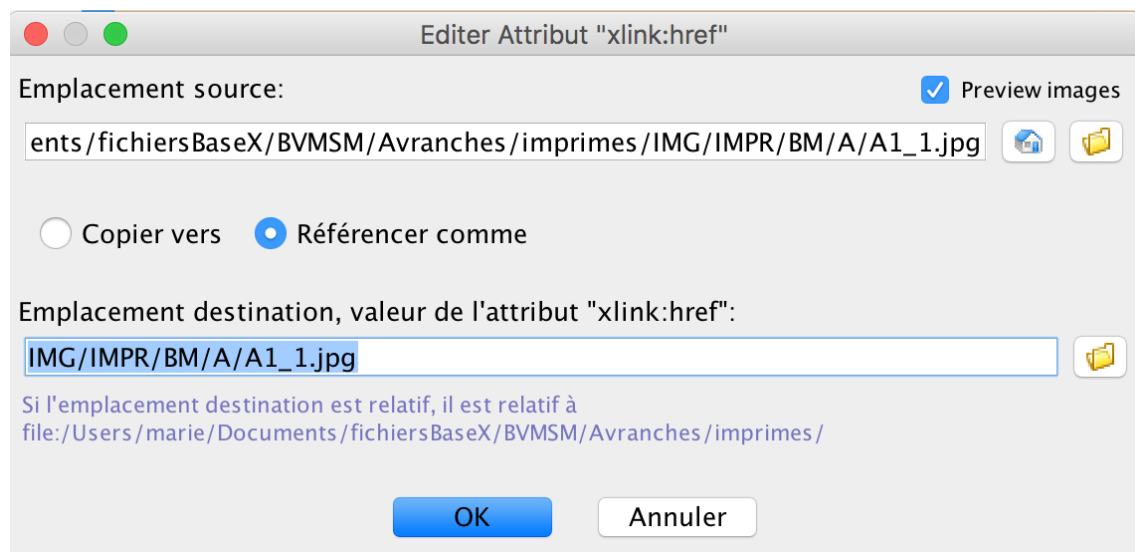 Editer Attribut "xlink:href"
Emplacement source:
Preview images
ents/fichiersBaseX/BVMSM/Avranches/imprimes/IMG/IMPR/BM/A/A1_1.jpg
Copier vers
Référencer comme
Emplacement destination, valeur de l'attribut "xlink:href":
IMG/IMPR/BM/A/A1_1.jpg
Si l'emplacement destination est relatif, il est relatif à
file:/Users/marie/Documents/fichiersBaseX/BVMSM/Avranches/imprimes/
OK
Annuler